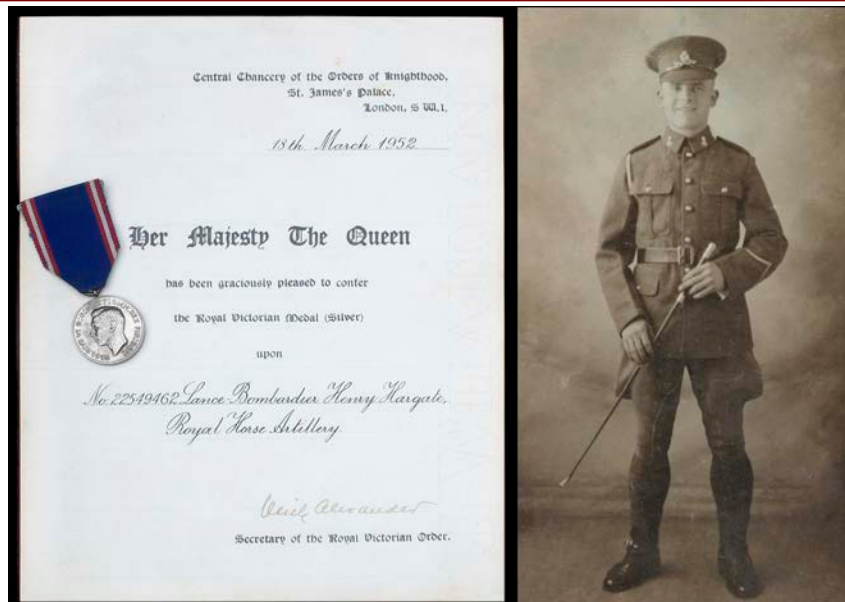 Central Chancery of the Orders of Knighthood,
St. James's Palace,
London, S.W.1.
18th March 1952
Her Majesty The Queen
has been graciously pleased to confer
the Royal Victorian Medal (Silver)
upon
No. 22549462 Lance-Bombardier Henry Hargate,
Royal Horse Artillery
Secretary of the Royal Victorian Order.